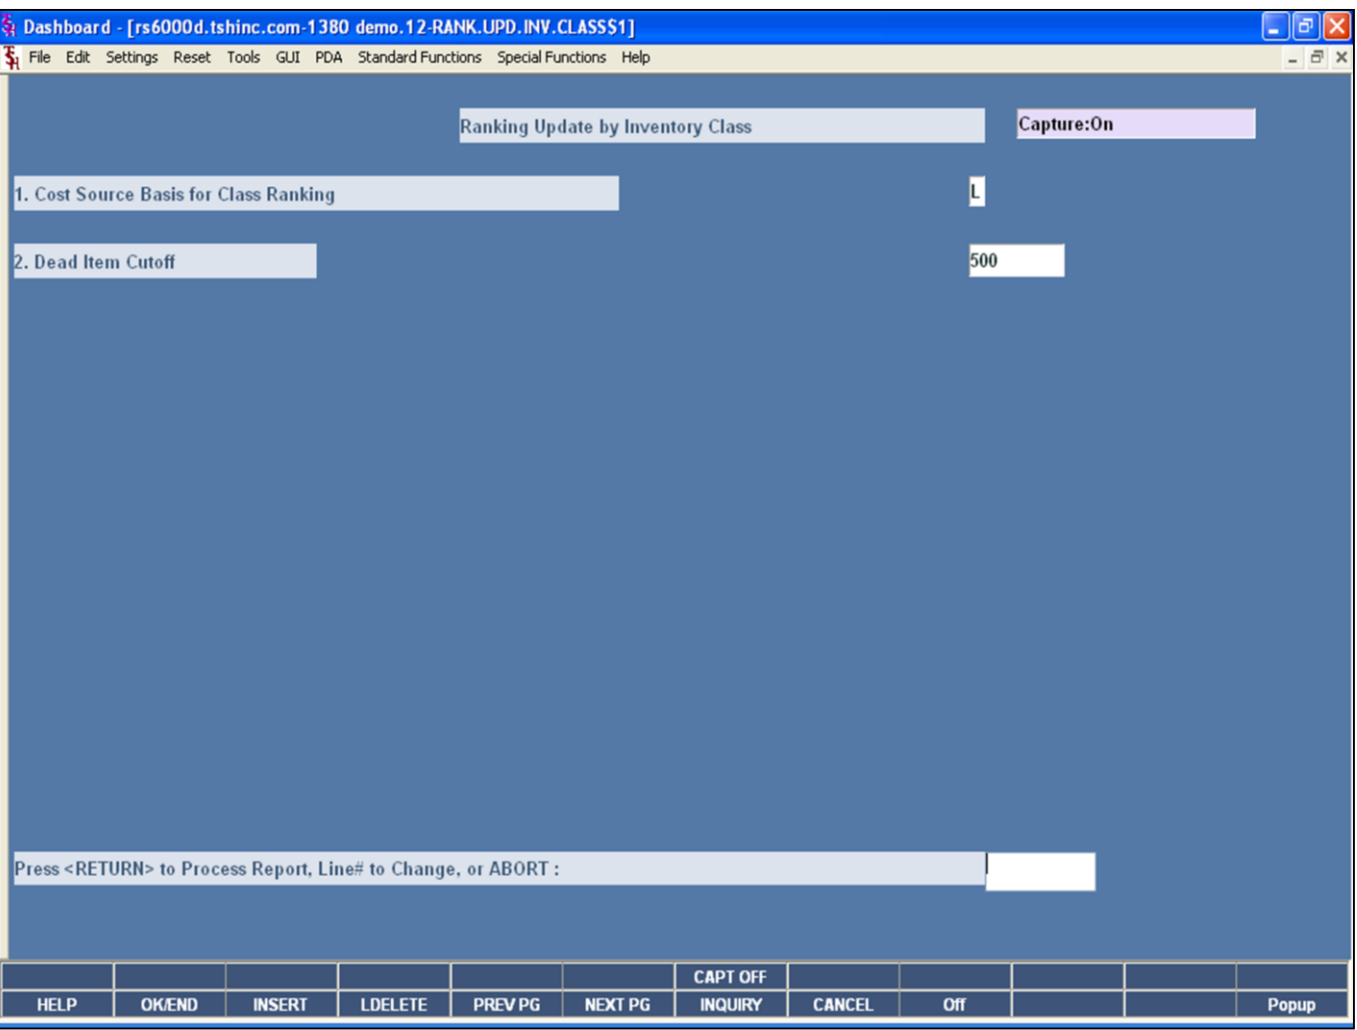 Dashboard - [rs6000d.tshinc.com-1380 demo.12-RANK.UPD.INV.CLASS$1]
File Edit Settings Reset Tools GUI PDA Standard Functions Special Functions Help
Ranking Update by Inventory Class Capture:On
1. Cost Source Basis for Class Ranking L
2. Dead Item Cutoff 500
Press <RETURN> to Process Report, Line# to Change, or ABORT :
CAPT OFF
HELP OK/END INSERT LDELETE PREV PG NEXT PG INQUIRY CANCEL Off Popup